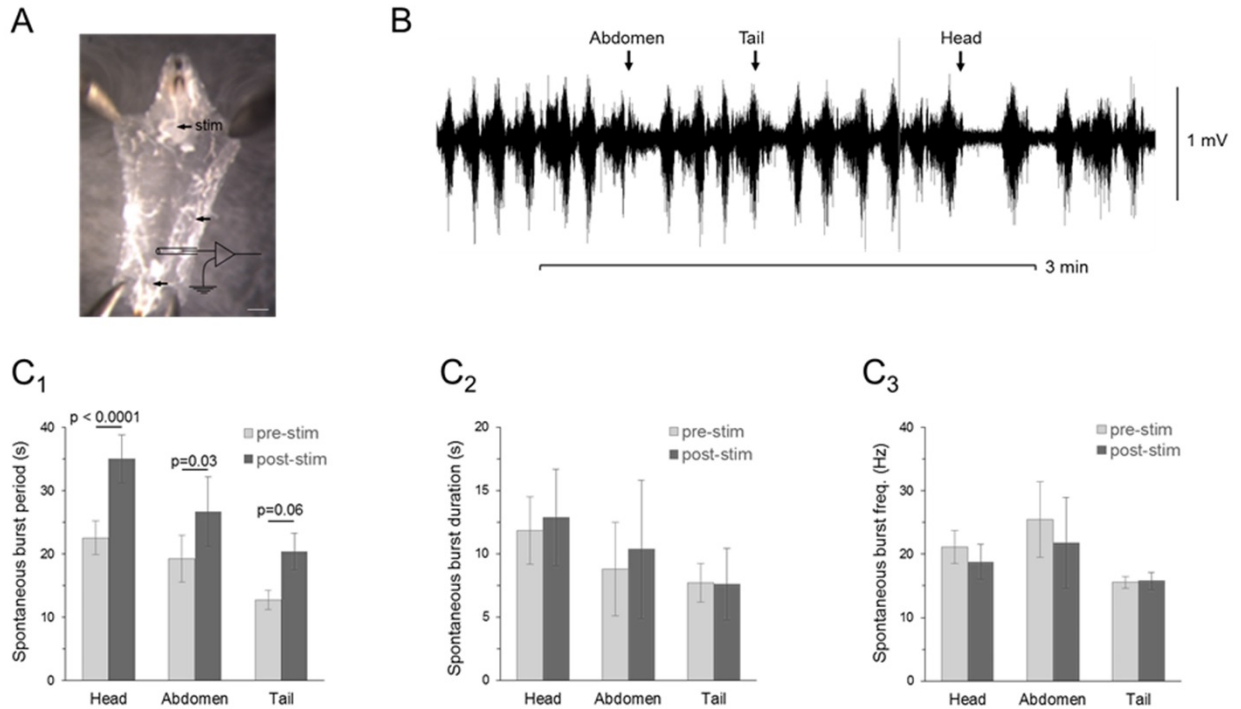 A
B
stim
Abdomen
Tail
Head
1 mV
3 min
C1
C2
C3
Spontaneous burst period (s)
40
30
20
10
0
p < 0.0001
p=0.03
p=0.06
pre-stim
post-stim
Head
Abdomen
Tail
Spontaneous burst duration (s)
20
15
10
5
0
pre-stim
post-stim
Head
Abdomen
Tail
Spontaneous burst freq. (Hz)
40
30
20
10
0
pre-stim
post-stim
Head
Abdomen
Tail